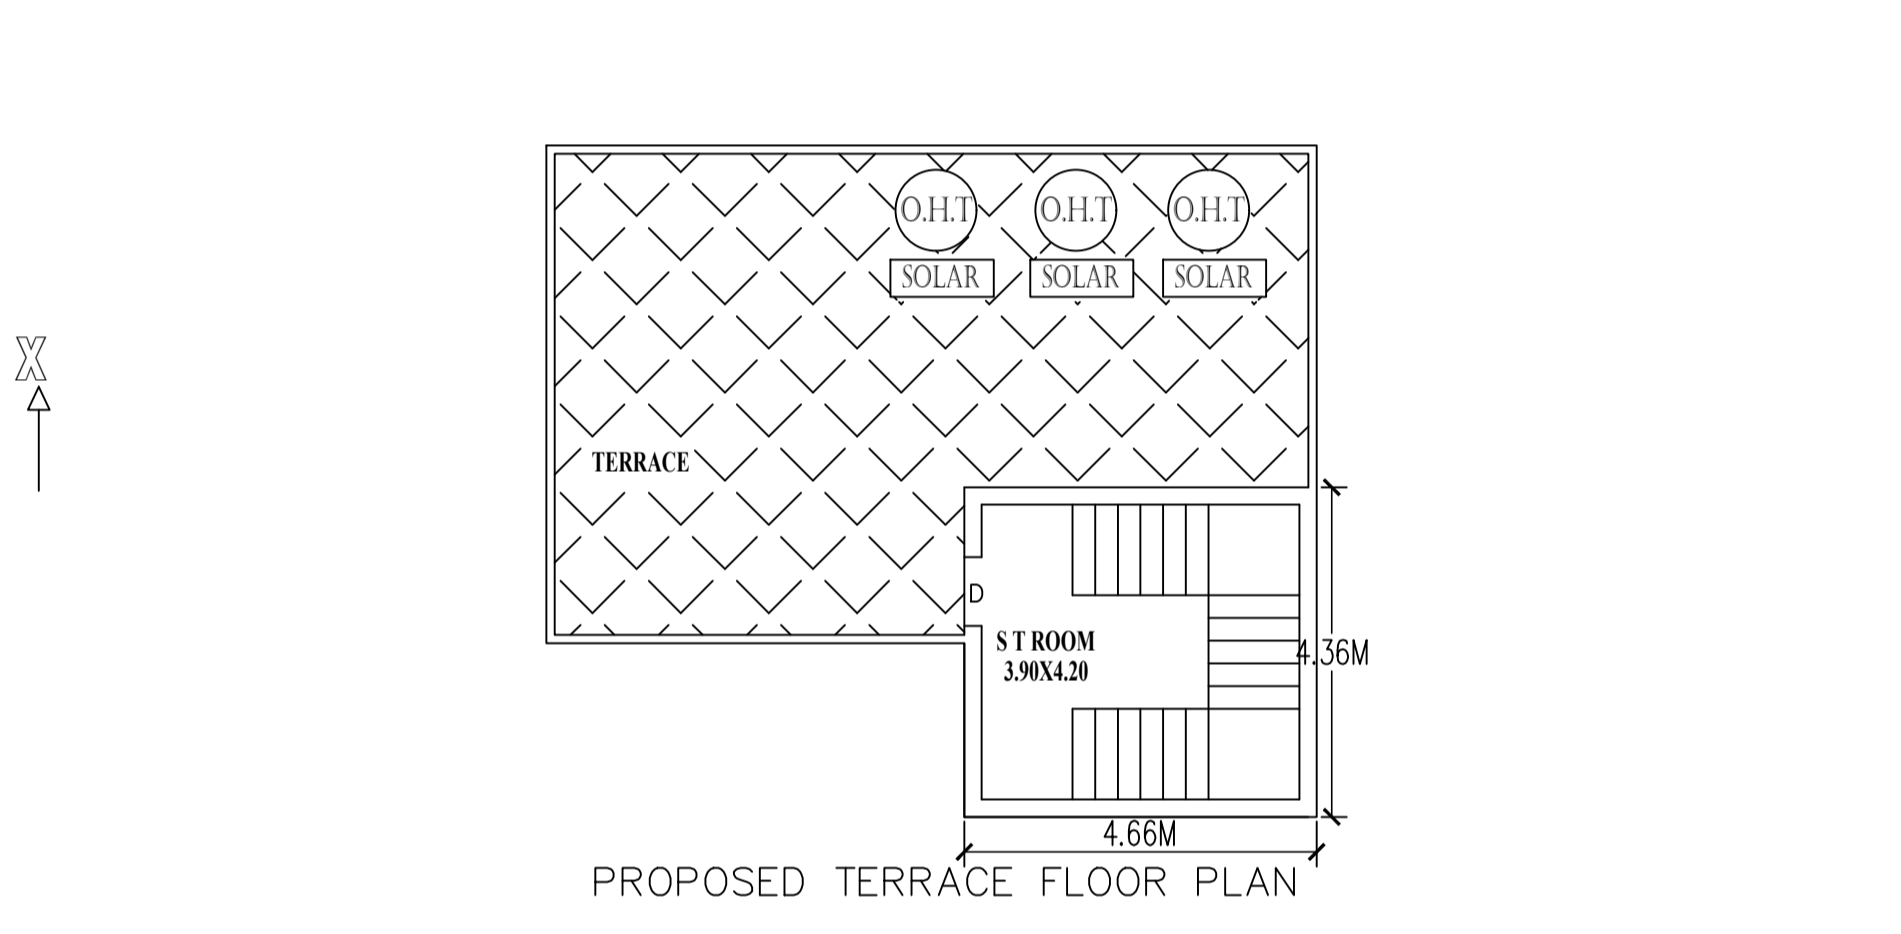 O.H.T O.H.T O.H.T
SOLAR SOLAR SOLAR
X
TERRACE
D
S T ROOM
3.90X4.20
4.36M
4.66M
PROPOSED TERRACE FLOOR PLAN